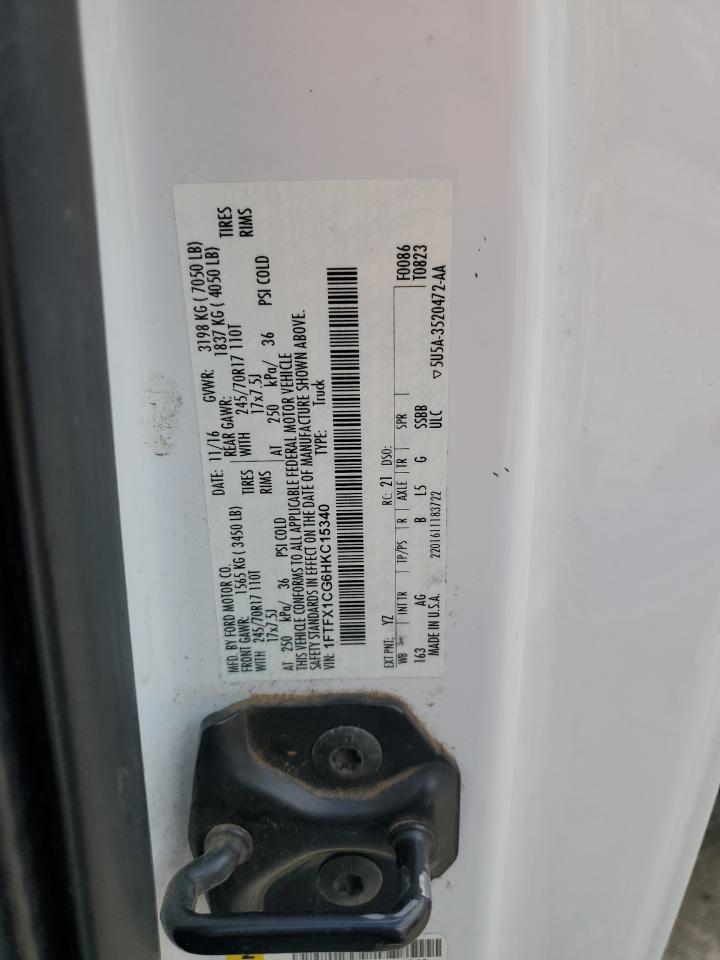 MFD. BY FORD MOTOR CO.
DATE: 11/16 GVWR: 3198 KG ( 7050 LB)
FRONT GAWR: 1565 KG ( 3450 LB)
REAR GAWR: 1837 KG ( 4050 LB)
WITH 245/70R17 110T TIRES
WITH 245/70R17 110T TIRES
17x7.5J RIMS
17x7.5J RIMS
AT 250 kPa/ 36 PSI COLD
AT 250 kPa/ 36 PSI COLD
THIS VEHICLE CONFORMS TO ALL APPLICABLE FEDERAL MOTOR VEHICLE
SAFETY STANDARDS IN EFFECT ON THE DATE OF MANUFACTURE SHOWN ABOVE.
VIN: 1FTFX1CG6HKC15340 TYPE: Truck
EXT PNT: YZ RC: 21 DSO: F0086
WB INT TR TP/PS R AXLE TR SPR T0823
163 AG B L5 G SSBB
MADE IN U.S.A. 2201611183722 ULC ▽5U5A-3520472-AA